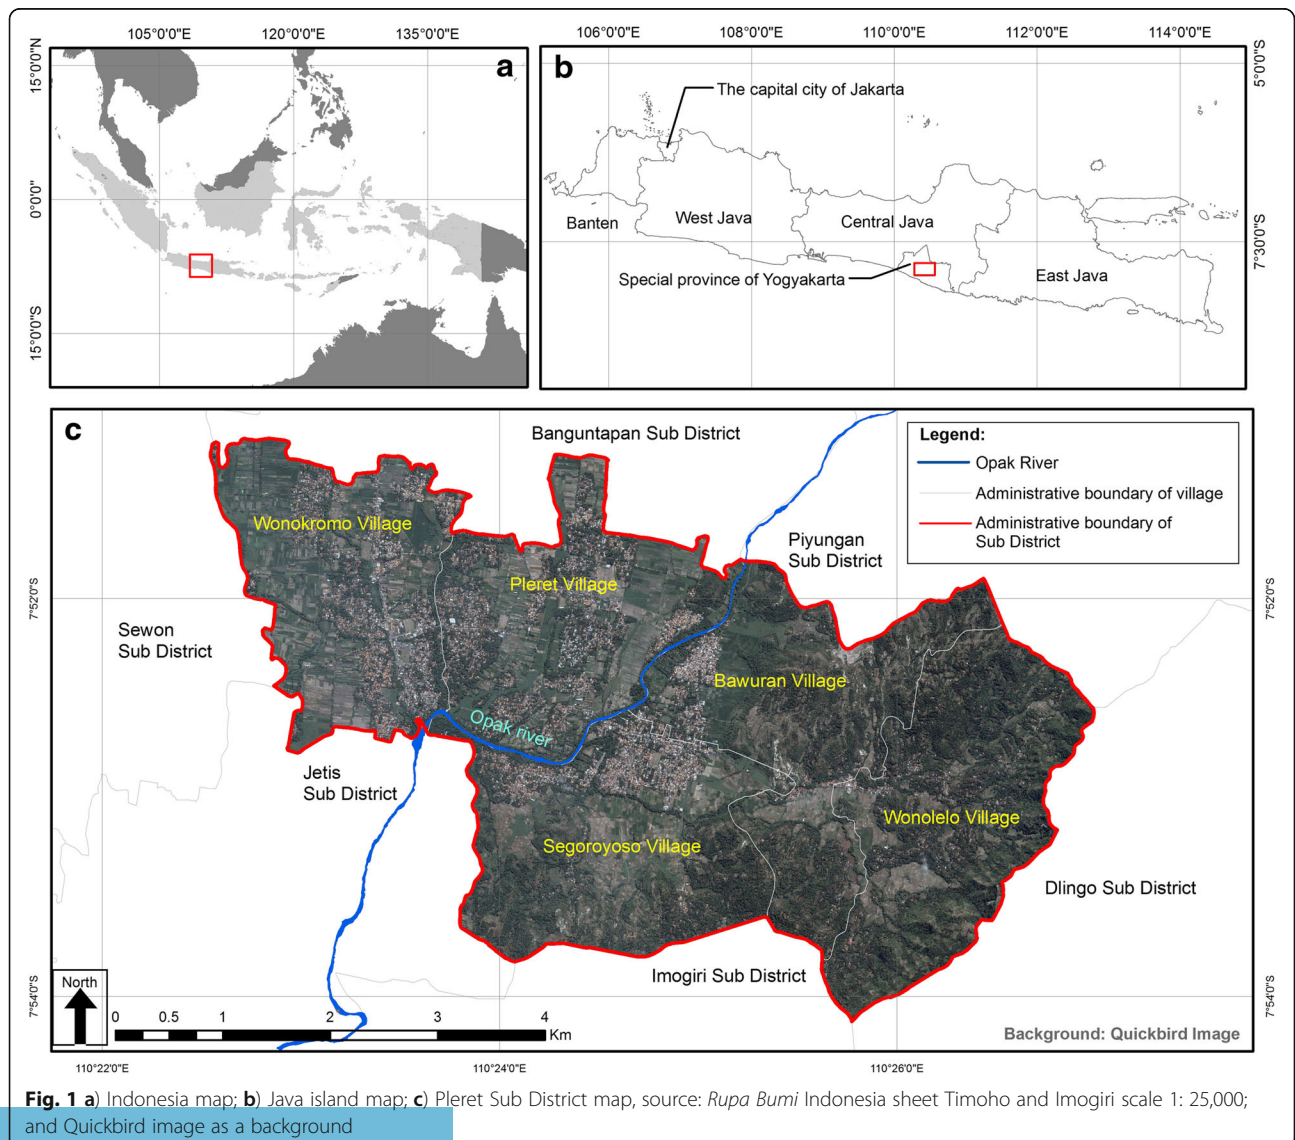 105°0'0"E 120°0'0"E 135°0'0"E
106°0'0"E 108°0'0"E 110°0'0"E 112°0'0"E 114°0'0"E
15°0'0"N
0°0'0"
15°0'0"S
a
b
5°0'0"S
7°30'0"S
The capital city of Jakarta
Banten
West Java
Central Java
Special province of Yogyakarta
East Java
c
Banguntapan Sub District
Legend:
Opak River
Administrative boundary of village
Administrative boundary of
Sub District
Wonokromo Village
Piyungan
Sub District
Pleret Village
7°52'0"S
7°52'0"S
Sewon
Sub District
Bawuran Village
Opak river
Jetis
Sub District
Wonolelo Village
Segoroyoso Village
Dlingo Sub District
Imogiri Sub District
North
7°54'0"S
7°54'0"S
0 0.5 1 2 3 4
Km
Background: Quickbird Image
110°22'0"E 110°24'0"E 110°26'0"E
Fig. 1 a) Indonesia map; b) Java island map; c) Pleret Sub District map, source: Rupa Bumi Indonesia sheet Timoho and Imogiri scale 1: 25,000;
and Quickbird image as a background